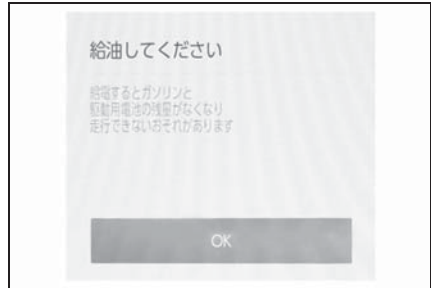 給油してください
給電するとガソリンと
駆動用電池の残量がなくなり
走行できないおそれがあります
OK